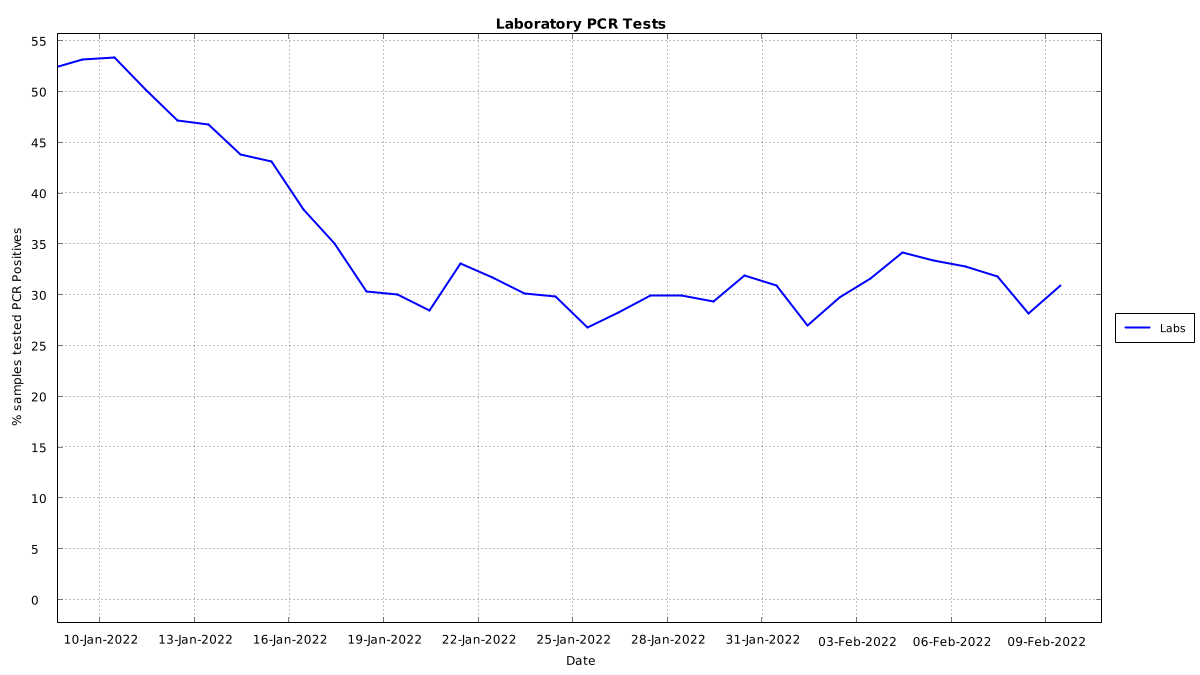 Laboratory PCR Tests
55
50
45
40
35
30
25
20
15
10
5
0
% samples tested PCR Positives
10-Jan-2022 13-Jan-2022 16-Jan-2022 19-Jan-2022 22-Jan-2022 25-Jan-2022 28-Jan-2022 31-Jan-2022 03-Feb-2022 06-Feb-2022 09-Feb-2022
Date
Labs